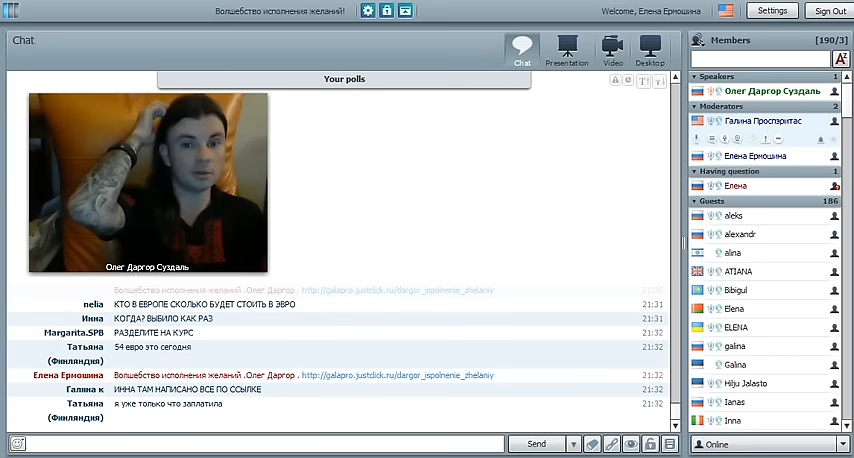 Волшебство исполнения желаний!
Welcome, Елена Ермошина
Settings
Sign Out
Chat
Chat
Presentation
Video
Desktop
Your polls
Олег Даргор Суздаль
Волшебство исполнения желаний .Олег Даргор . http://galapro.justclick.ru/dargor_ispolnenie_zhelaniy 21:30
nelia КТО В ЕВРОПЕ СКОЛЬКО БУДЕТ СТОИТЬ В ЭВРО 21:31
Инна КОГДА? ВЫБИЛО КАК РАЗ 21:31
Margarita.SPB РАЗДЕЛИТЕ НА КУРС 21:32
Татьяна 54 евро это сегодня 21:32
(Финляндия)
Елена Ермошина Волшебство исполнения желаний .Олег Даргор . http://galapro.justclick.ru/dargor_ispolnenie_zhelaniy 21:32
Галина к ИННА ТАМ НАПИСАНО ВСЕ ПО ССЫЛКЕ 21:32
Татьяна я уже только что заплатила 21:32
(Финляндия)
Send
Members [190/3]
Speakers 1
Олег Даргор Суздаль
Moderators 2
Галина Проспэритас
Елена Ермошина
Having question 1
Елена
Guests 186
aleks
alexandr
alina
ATIANA
Bibigul
Elena
ELENA
galina
Galina
Hilju Jalasto
Ianas
Inna
Online